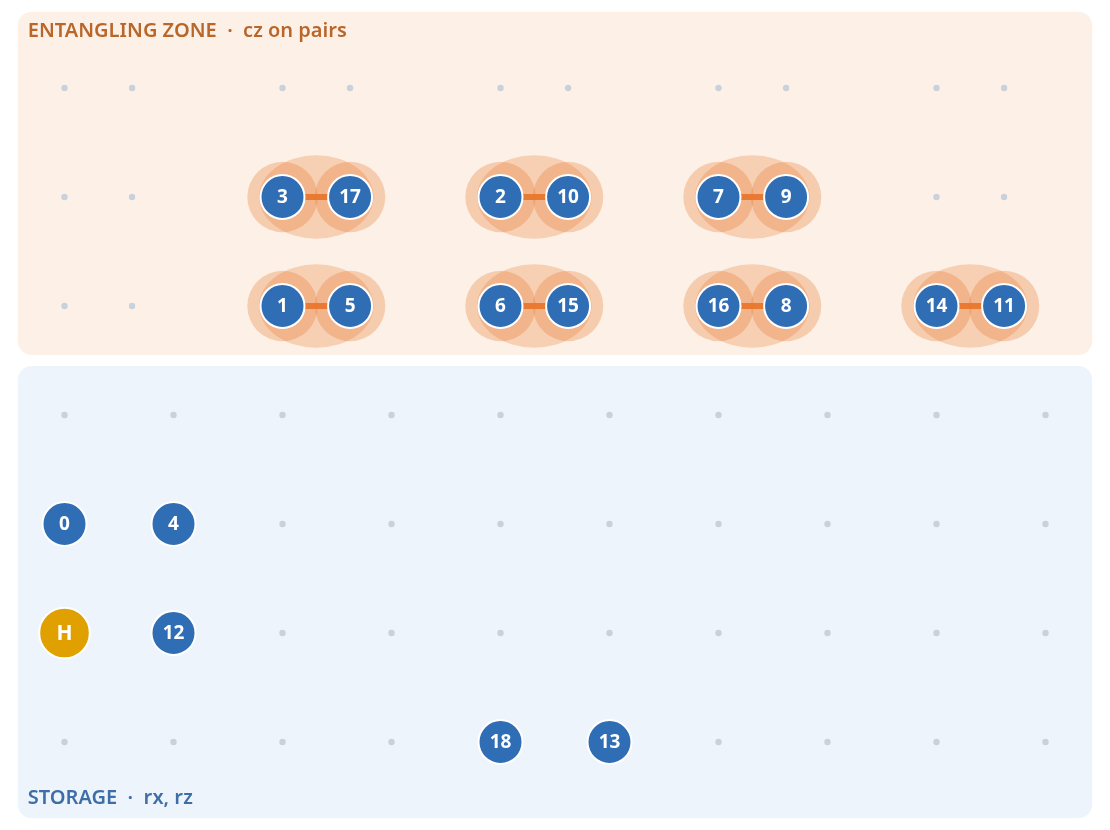 ENTANGLING ZONE · cz on pairs
3 17 2 10 7 9
1 5 6 15 16 8 14 11
0 4
H 12
18 13
STORAGE · rx, rz